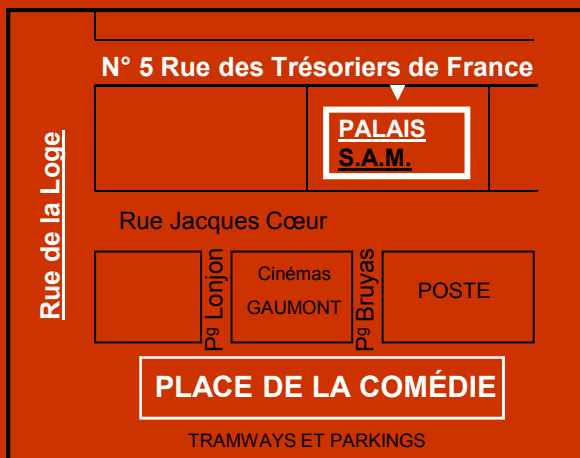 N° 5 Rue des Trésoriers de France
PALAIS
S.A.M.
Rue de la Loge
Rue Jacques Cœur
Pg Lonjon
Cinémas
GAUMONT
Pg Bruyas
POSTE
PLACE DE LA COMÉDIE
TRAMWAYS ET PARKINGS